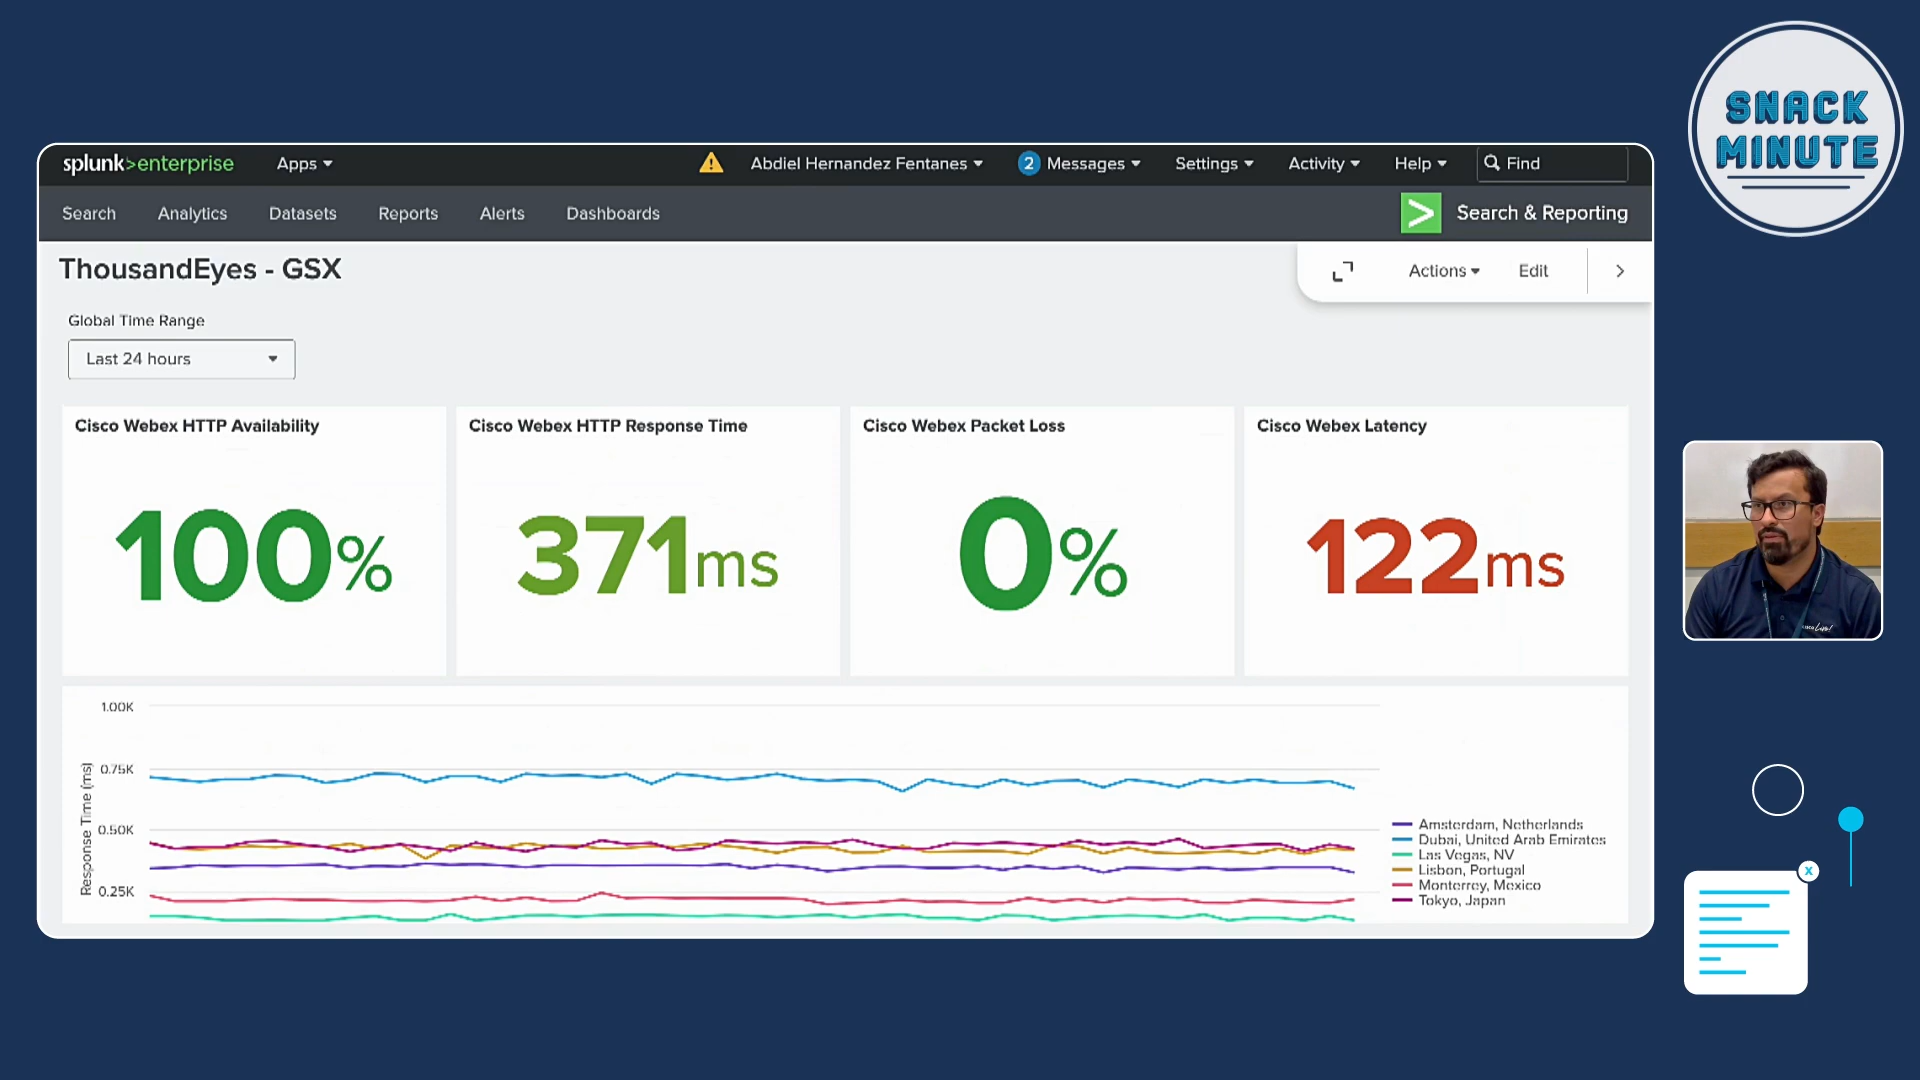 SNACK
MINUTE
splunk>enterprise Apps Abdiel Hernandez Fentanes 2 Messages Settings Activity Help Find
Search Analytics Datasets Reports Alerts Dashboards Search & Reporting
ThousandEyes - GSX
Actions Edit
Global Time Range
Last 24 hours
Cisco Webex HTTP Availability
100%
Cisco Webex HTTP Response Time
371ms
Cisco Webex Packet Loss
0%
Cisco Webex Latency
122ms
Response Time (ms)
1.00K
0.75K
0.50K
0.25K
Amsterdam, Netherlands
Dubai, United Arab Emirates
Las Vegas, NV
Lisbon, Portugal
Monterrey, Mexico
Tokyo, Japan
x